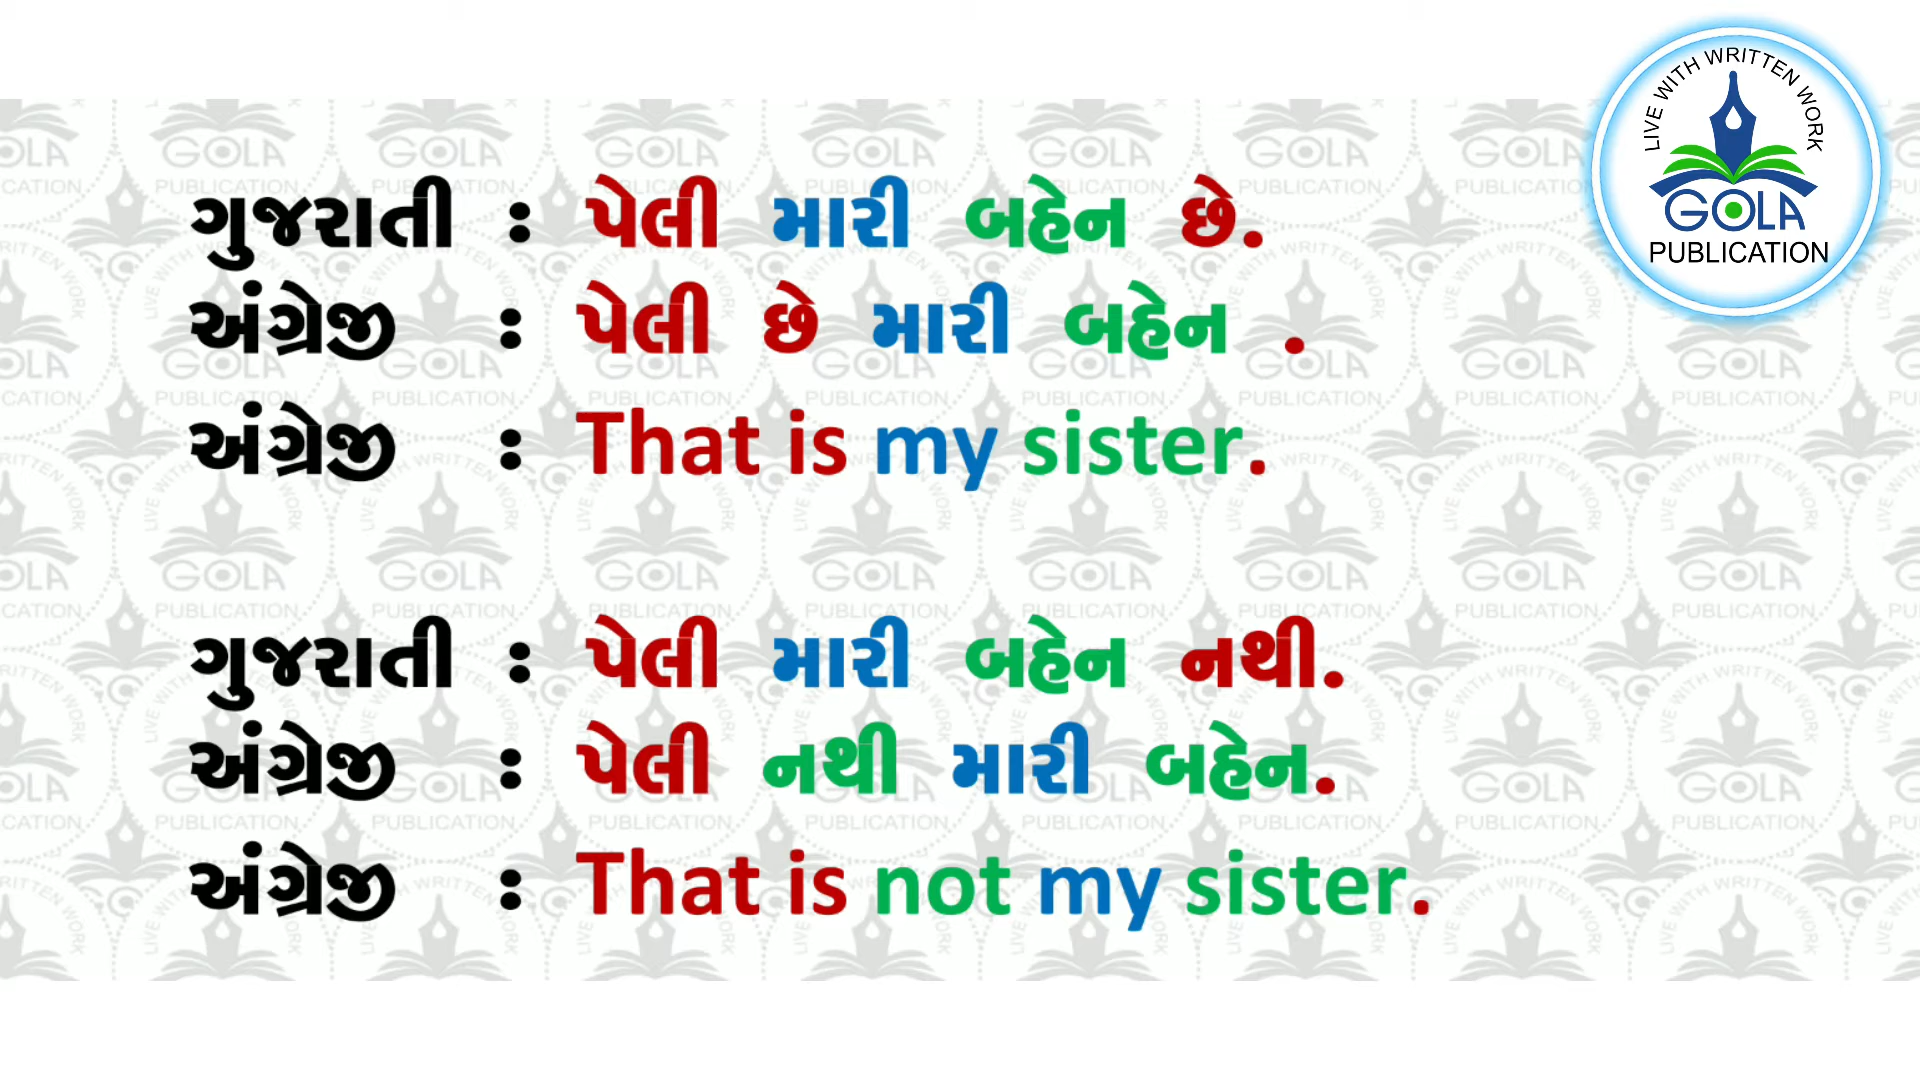 LIVE WITH WRITTEN WORK
GOLA
PUBLICATION
ગુજરાતી : પેલી મારી બહેન છે.
અંગ્રેજી : પેલી છે મારી બહેન .
અંગ્રેજી : That is my sister.
ગુજરાતી : પેલી મારી બહેન નથી.
અંગ્રેજી : પેલી નથી મારી બહેન.
અંગ્રેજી : That is not my sister.